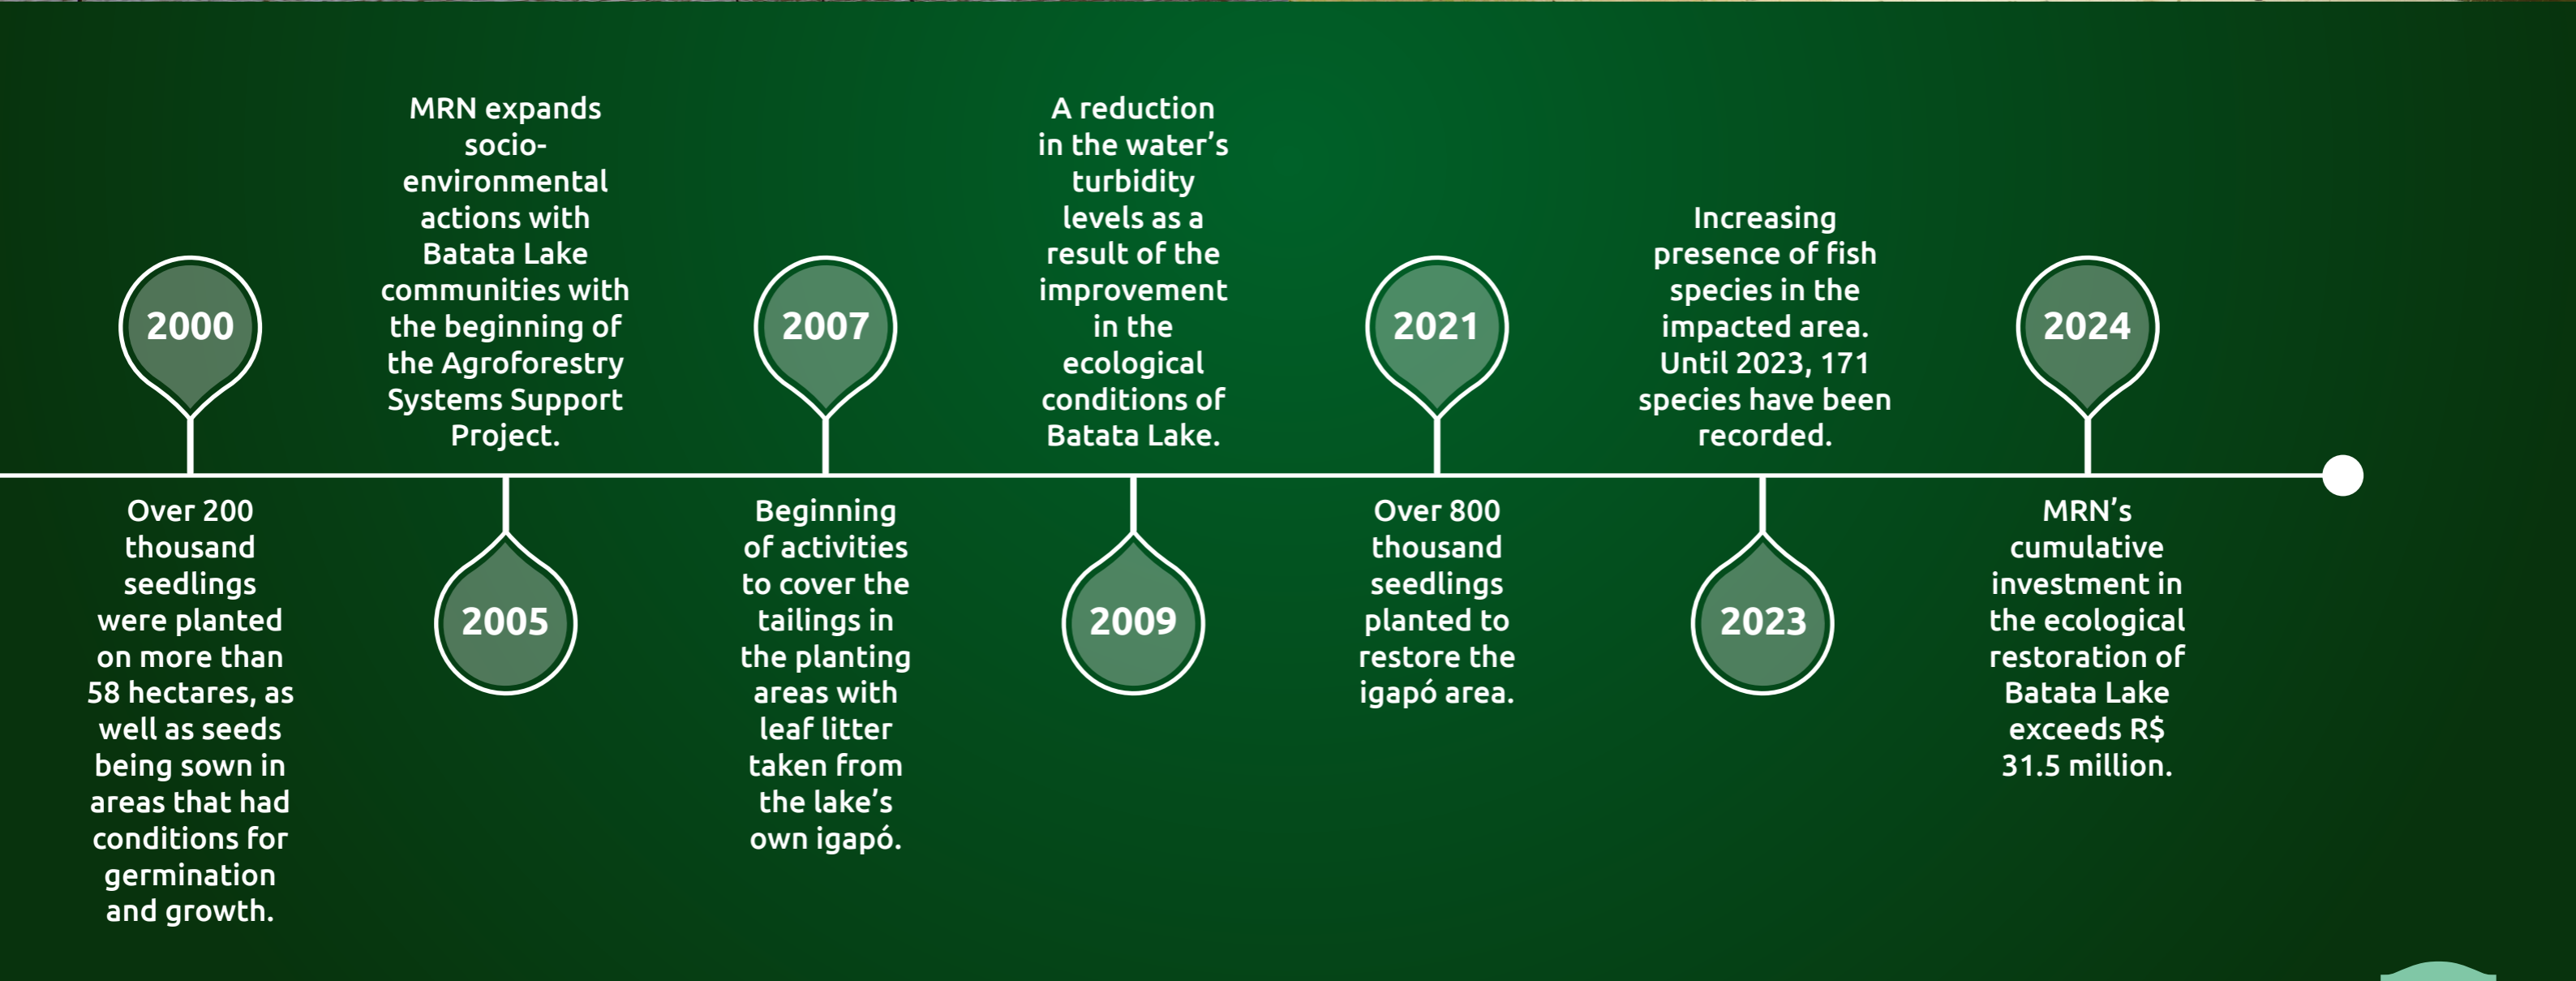 2000
Over 200
thousand
seedlings
were planted
on more than
58 hectares, as
well as seeds
being sown in
areas that had
conditions for
germination
and growth.
MRN expands
socio-
environmental
actions with
Batata Lake
communities with
the beginning of
the Agroforestry
Systems Support
Project.
2005
2007
Beginning
of activities
to cover the
tailings in
the planting
areas with
leaf litter
taken from
the lake’s
own igapó.
A reduction
in the water’s
turbidity
levels as a
result of the
improvement
in the
ecological
conditions of
Batata Lake.
2009
2021
Over 800
thousand
seedlings
planted to
restore the
igapó area.
Increasing
presence of fish
species in the
impacted area.
Until 2023, 171
species have been
recorded.
2023
2024
MRN’s
cumulative
investment in
the ecological
restoration of
Batata Lake
exceeds R$
31.5 million.